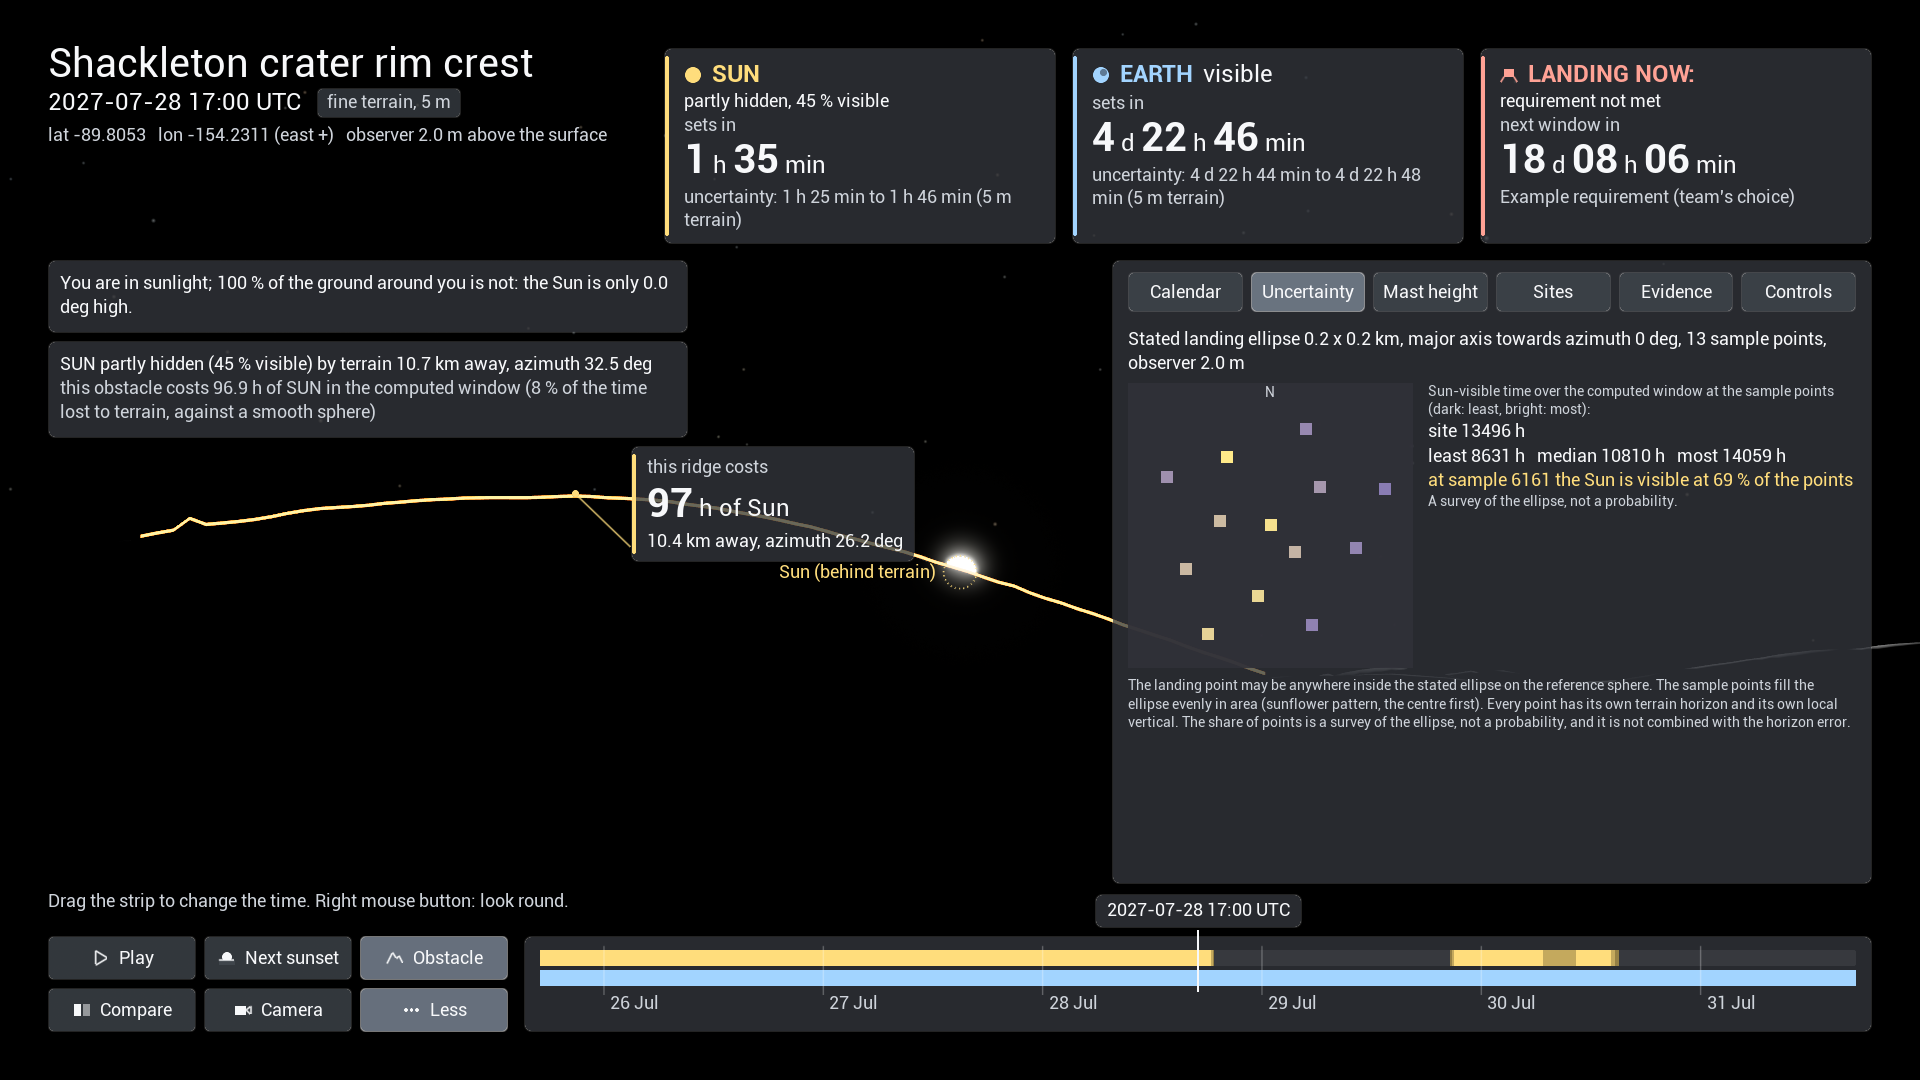 Shackleton crater rim crest
2027-07-28 17:00 UTC fine terrain, 5 m
lat -89.8053 lon -154.2311 (east +) observer 2.0 m above the surface
SUN
partly hidden, 45 % visible
sets in
1 h 35 min
uncertainty: 1 h 25 min to 1 h 46 min (5 m
terrain)
EARTH visible
sets in
4 d 22 h 46 min
uncertainty: 4 d 22 h 44 min to 4 d 22 h 48
min (5 m terrain)
LANDING NOW:
requirement not met
next window in
18 d 08 h 06 min
Example requirement (team's choice)
You are in sunlight; 100 % of the ground around you is not: the Sun is only 0.0
deg high.
SUN partly hidden (45 % visible) by terrain 10.7 km away, azimuth 32.5 deg
this obstacle costs 96.9 h of SUN in the computed window (8 % of the time
lost to terrain, against a smooth sphere)
this ridge costs
97 h of Sun
10.4 km away, azimuth 26.2 deg
Sun (behind terrain)
Calendar
Uncertainty
Mast height
Sites
Evidence
Controls
Stated landing ellipse 0.2 x 0.2 km, major axis towards azimuth 0 deg, 13 sample points,
observer 2.0 m
N
Sun-visible time over the computed window at the sample points
(dark: least, bright: most):
site 13496 h
least 8631 h median 10810 h most 14059 h
at sample 6161 the Sun is visible at 69 % of the points
A survey of the ellipse, not a probability.
The landing point may be anywhere inside the stated ellipse on the reference sphere. The sample points fill the
ellipse evenly in area (sunflower pattern, the centre first). Every point has its own terrain horizon and its own local
vertical. The share of points is a survey of the ellipse, not a probability, and it is not combined with the horizon error.
Drag the strip to change the time. Right mouse button: look round.
Play
Next sunset
Obstacle
Compare
Camera
Less
2027-07-28 17:00 UTC
26 Jul
27 Jul
28 Jul
29 Jul
30 Jul
31 Jul